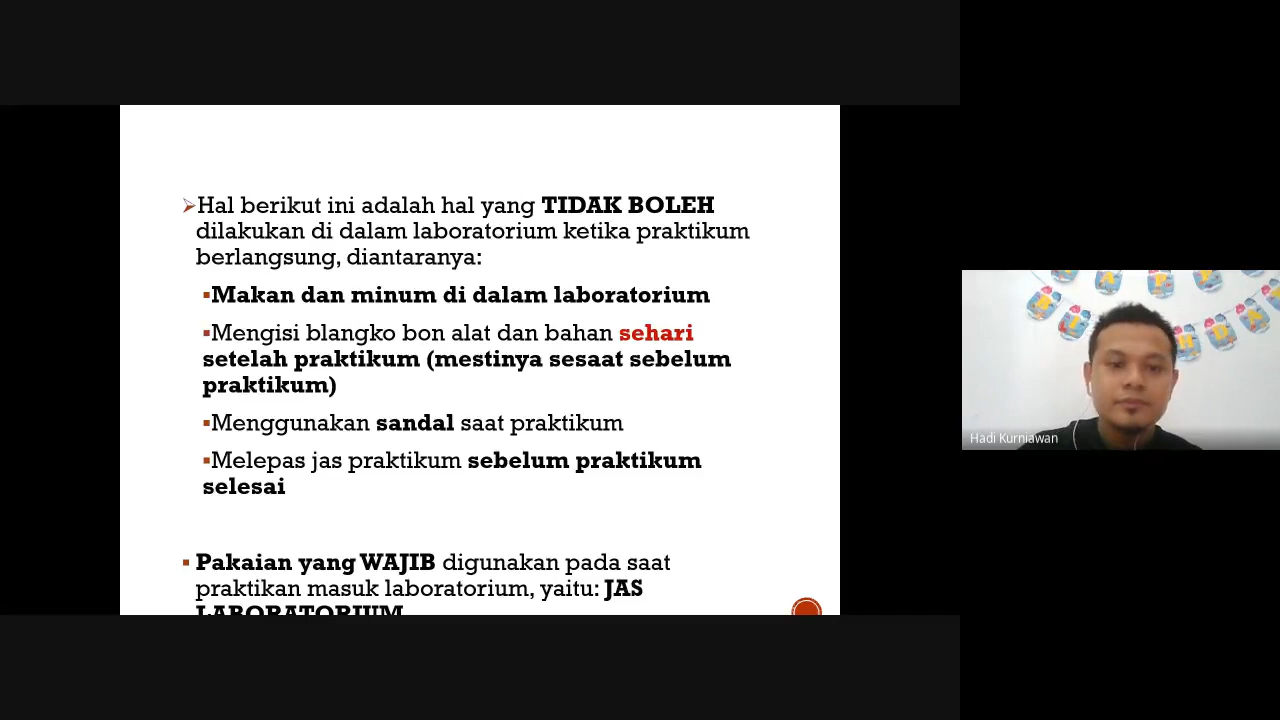 Hal berikut ini adalah hal yang TIDAK BOLEH
dilakukan di dalam laboratorium ketika praktikum
berlangsung, diantaranya:
Makan dan minum di dalam laboratorium
Mengisi blangko bon alat dan bahan sehari
setelah praktikum (mestinya sesaat sebelum
praktikum)
Menggunakan sandal saat praktikum
Melepas jas praktikum sebelum praktikum
selesai
Pakaian yang WAJIB digunakan pada saat
praktikan masuk laboratorium, yaitu: JAS
LABORATORIUM
Hadi Kurniawan